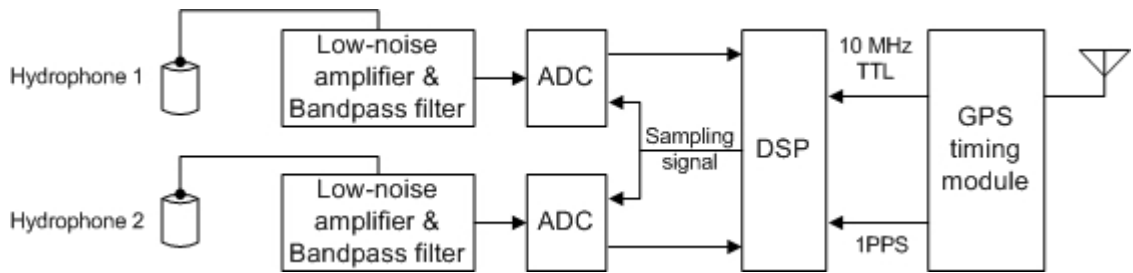 Hydrophone 1
Low-noise
amplifier &
Bandpass filter
ADC
Sampling
signal
DSP
10 MHz
TTL
1PPS
GPS
timing
module
Hydrophone 2
Low-noise
amplifier &
Bandpass filter
ADC